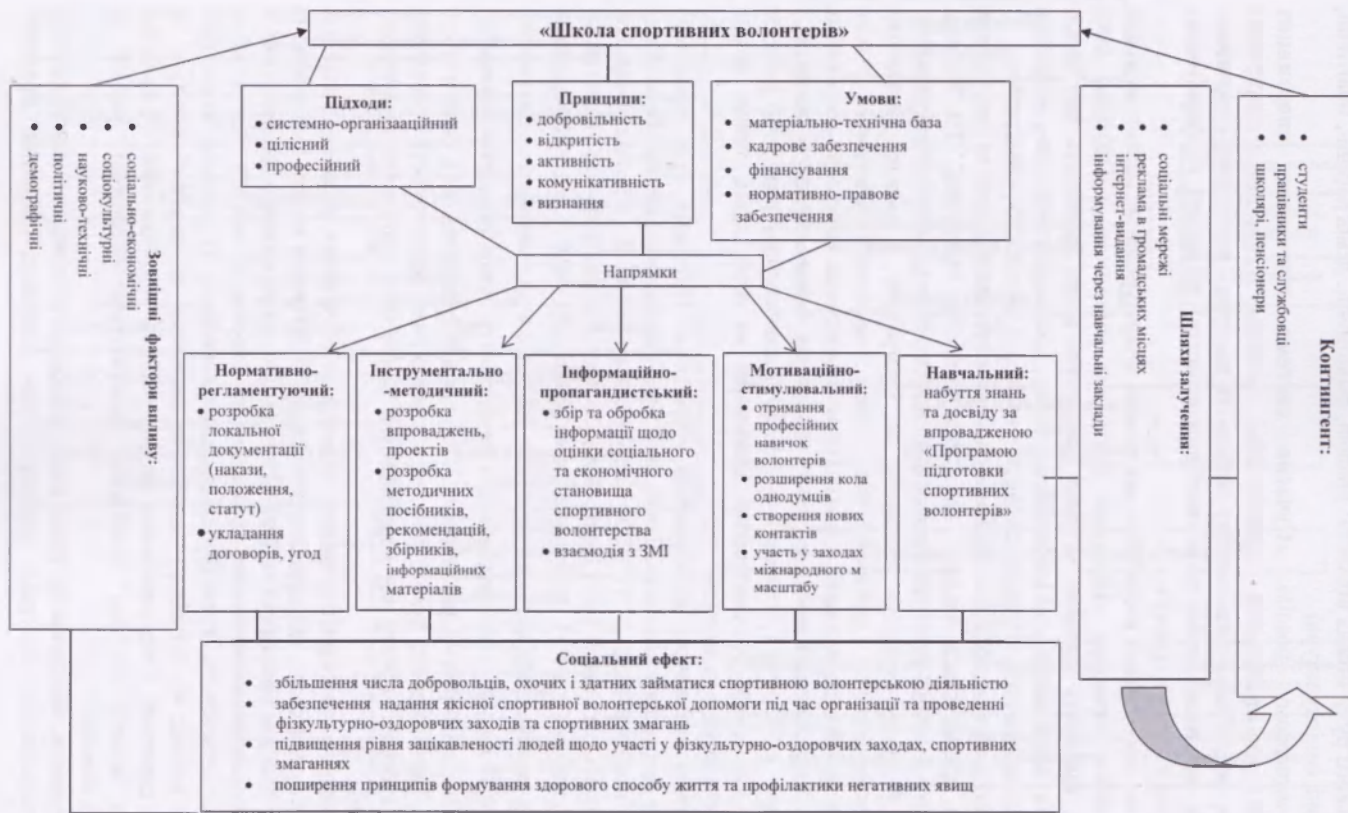 «Школа спортивних волонтерів»
Підходи:
• системно-організааційний
• цілісний
• професійний
Принципи:
• добровільність
• відкритість
• активність
• комунікативність
• визнання
Умови:
• матеріально-технічна база
• кадрове забезпечення
• фінансування
• нормативно-правове
забезпечення
Напрямки
Зовнішні фактори впливу:
• соціально-економічні
• соціокультурні
• науково-технічні
• політичні
• демографічні
Нормативно-
регламентуючий:
• розробка
локальної
документації
(накази,
положення,
статут)
• укладання
договорів, угод
Інструментально
-методичний:
• розробка
впроваджень,
проектів
• розробка
методичних
посібників,
рекомендацій,
збірників,
інформаційних
матеріалів
Інформаційно-
пропагандистський:
• збір та обробка
інформації щодо
оцінки соціального
та економічного
становища
спортивного
волонтерства
• взаємодія з ЗМІ
Мотиваційно-
стимулювальний:
• отримання
професійних
навичок
волонтерів
• розширення кола
однодумців
• створення нових
контактів
• участь у заходах
міжнародного м
масштабу
Навчальний:
набуття знань
та досвіду за
впровадженою
«Програмою
підготовки
спортивних
волонтерів»
Шляхи залучення:
• соціальні мережі
• реклама в громадських місцях
інтернет-видання
• інформування через навчальні заклади
Контингент:
• студенти
• працівники та службовці
• школярі, пенсіонери
Соціальний ефект:
• збільшення числа добровольців, охочих і здатних займатися спортивною волонтерською діяльністю
• забезпечення надання якісної спортивної волонтерської допомоги під час організації та проведенні
фізкультурно-оздоровчих заходів та спортивних змагань
• підвищення рівня зацікавленості людей щодо участі у фізкультурно-оздоровчих заходах, спортивних
змаганнях
• поширення принципів формування здорового способу життя та профілактики негативних явищ